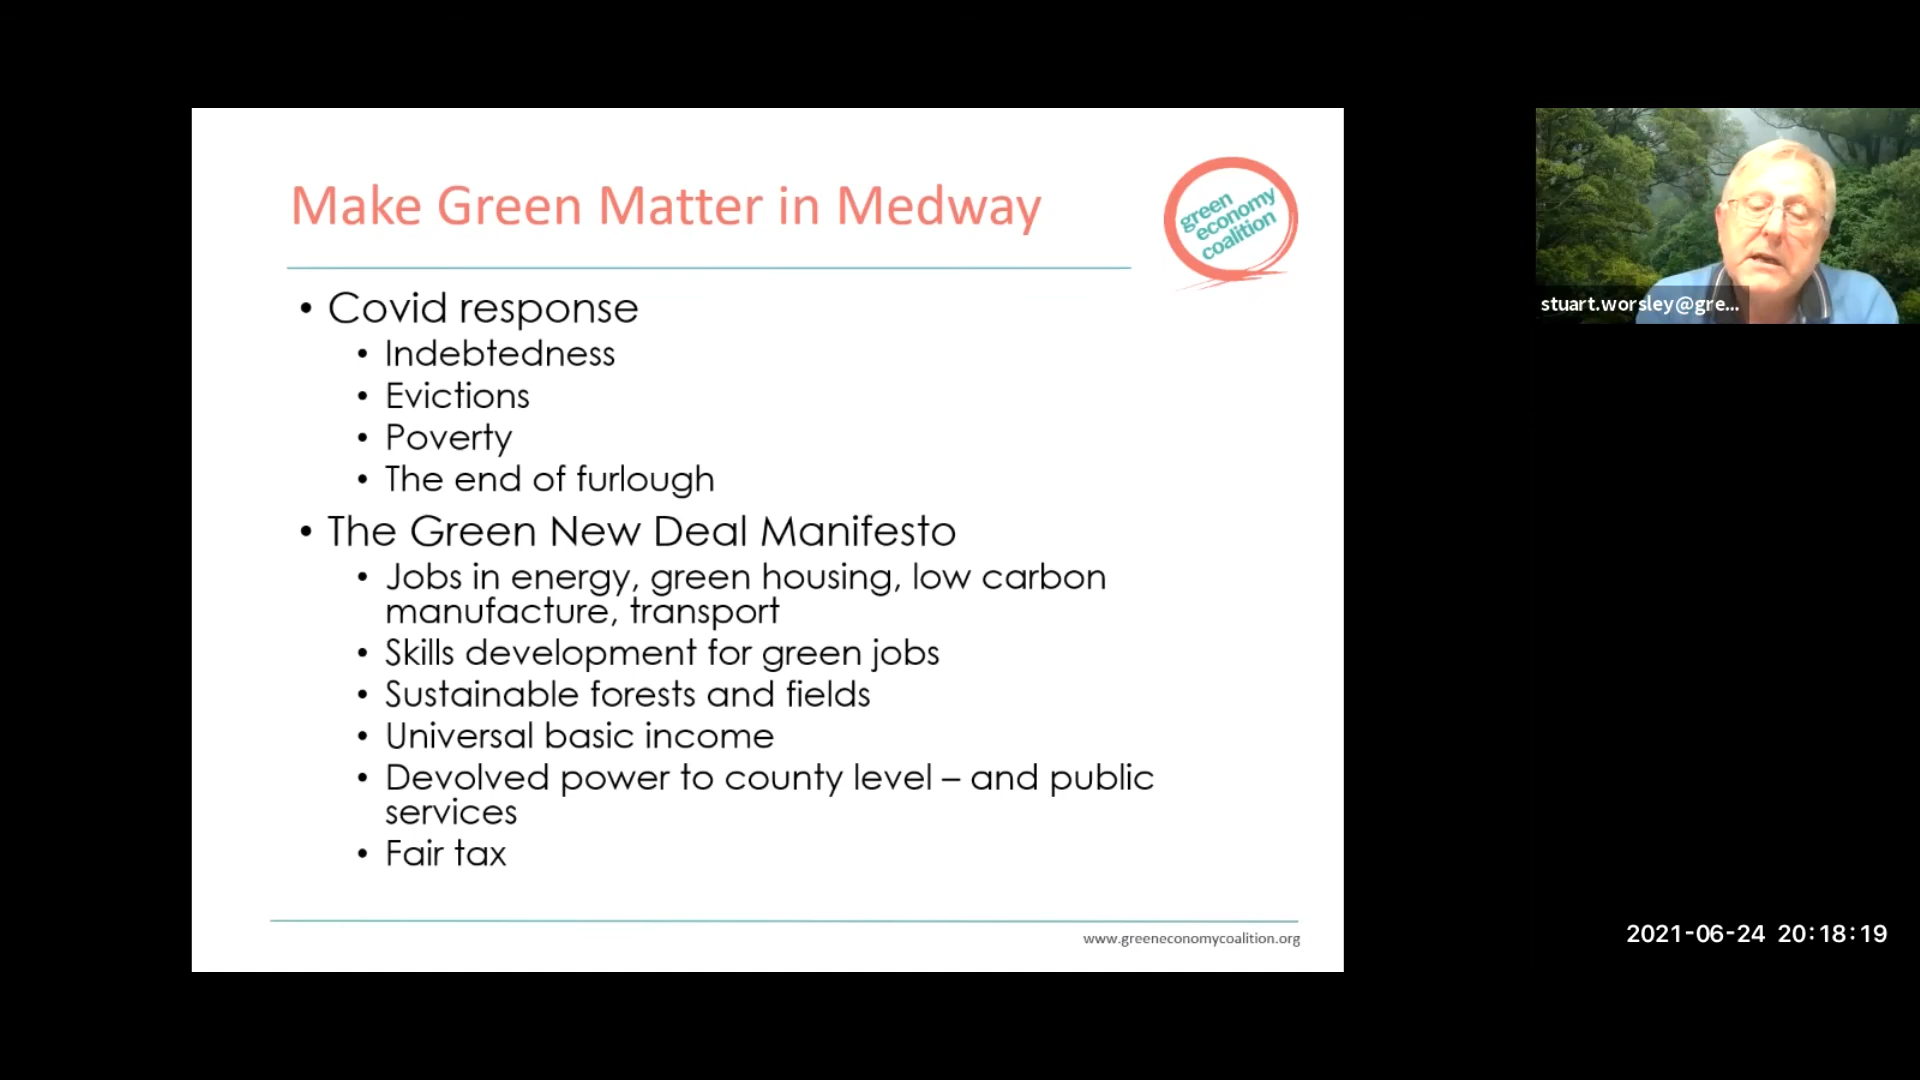 Make Green Matter in Medway
green
economy
coalition
• Covid response
• Indebtedness
• Evictions
• Poverty
• The end of furlough
• The Green New Deal Manifesto
• Jobs in energy, green housing, low carbon
manufacture, transport
• Skills development for green jobs
• Sustainable forests and fields
• Universal basic income
• Devolved power to county level – and public
services
• Fair tax
www.greeneconomycoalition.org
stuart.worsley@gre...
2021-06-24 20:18:19